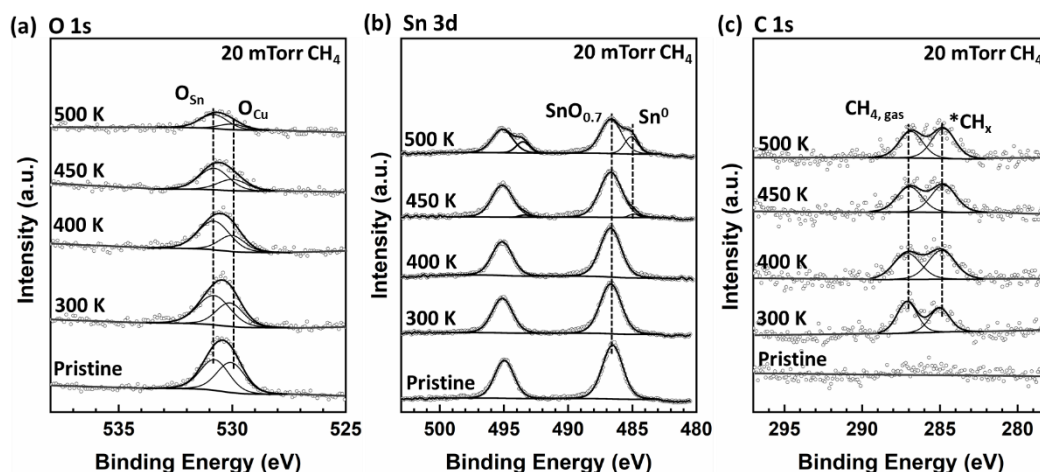 (a) O 1s
20 mTorr CH₄
O_Sn
O_Cu
500 K
450 K
400 K
300 K
Pristine
Intensity (a.u.)
535 530 525
Binding Energy (eV)
(b) Sn 3d
20 mTorr CH₄
SnO₀.₇
Sn⁰
500 K
450 K
400 K
300 K
Pristine
Intensity (a.u.)
500 495 490 485 480
Binding Energy (eV)
(c) C 1s
20 mTorr CH₄
CH₄, gas
*CHₓ
500 K
450 K
400 K
300 K
Pristine
Intensity (a.u.)
295 290 285 280
Binding Energy (eV)